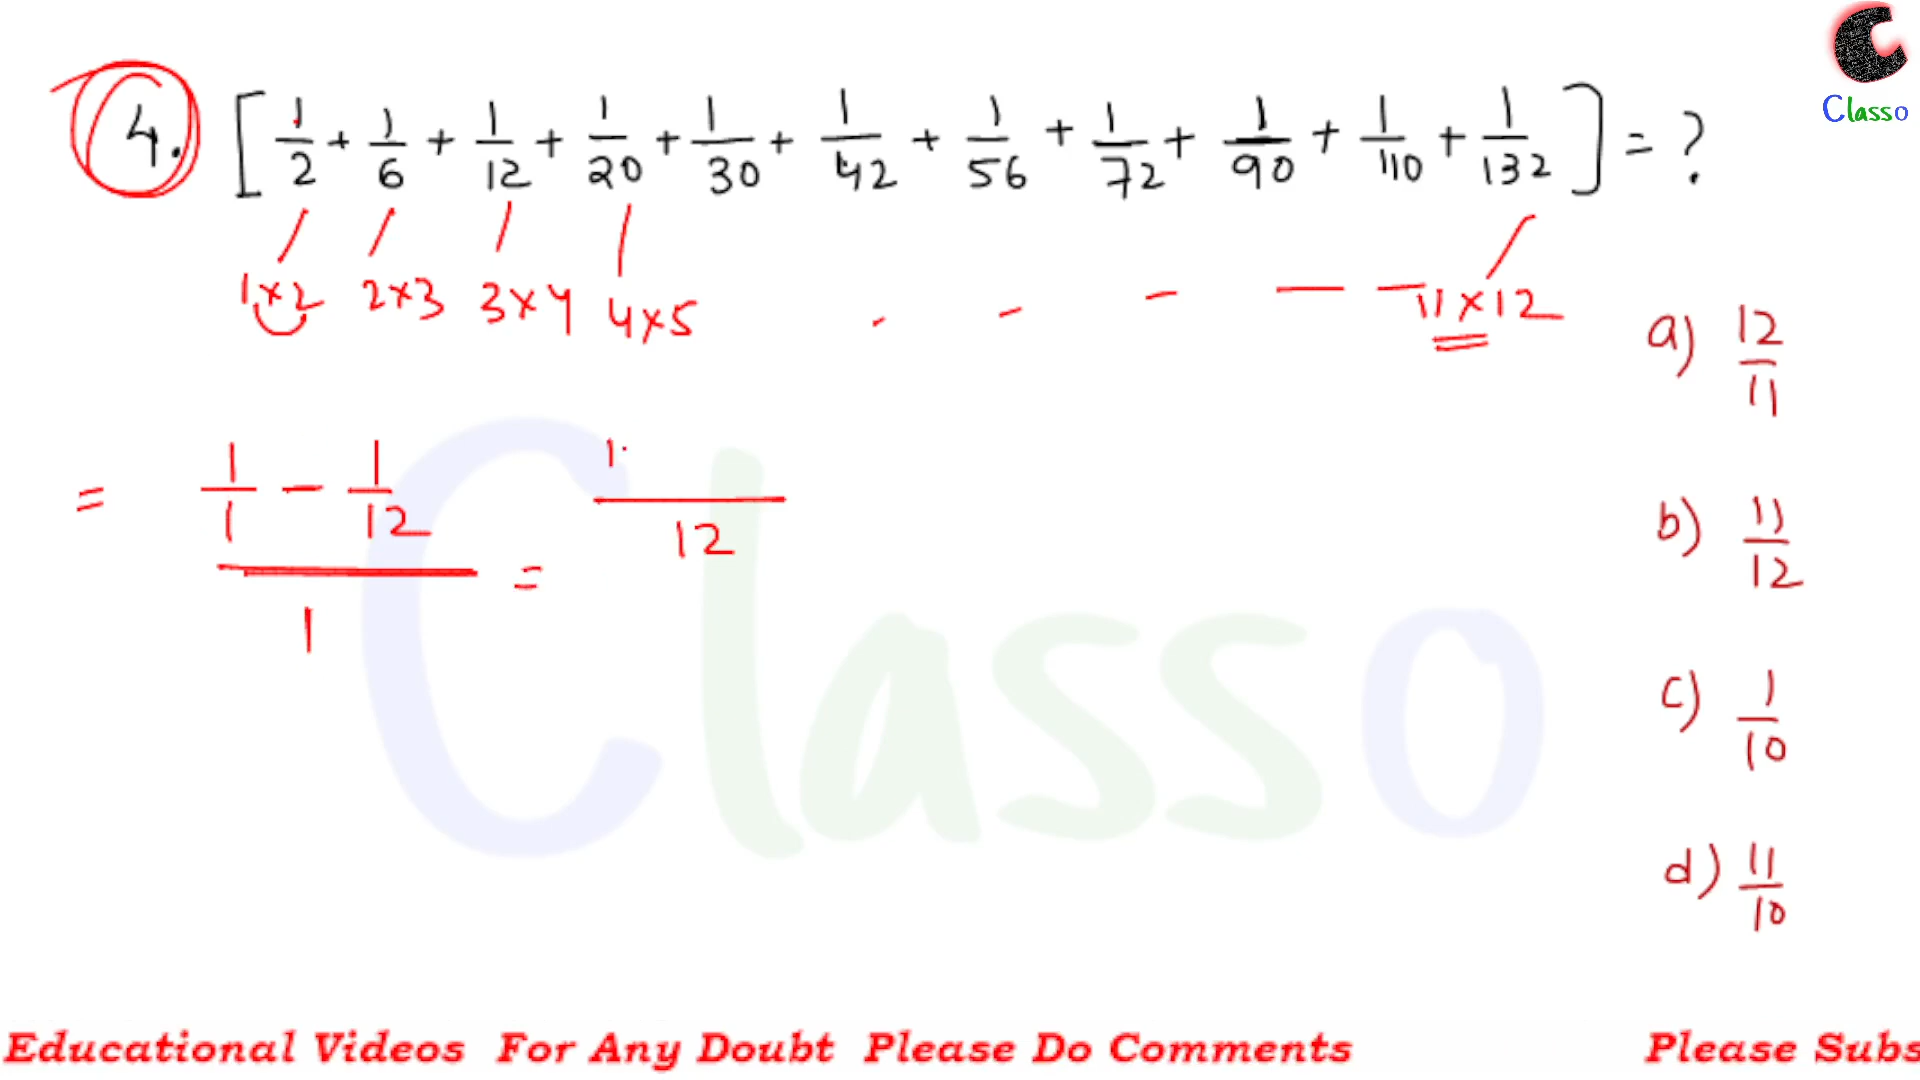 Classo
4. [1/2 + 1/6 + 1/12 + 1/20 + 1/30 + 1/42 + 1/56 + 1/72 + 1/90 + 1/110 + 1/132] = ?
1×2 2×3 3×4 4×5 . - - — — 11×12
a) 12/11
= (1/1 - 1/12)/1 = 1/12
b) 11/12
Classo
c) 1/10
d) 11/10
Educational Videos For Any Doubt Please Do Comments Please Subs